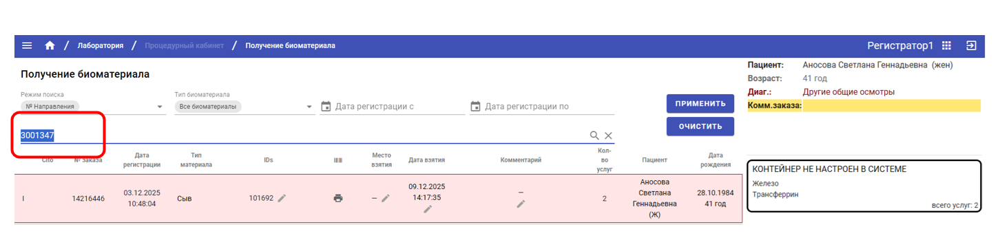 / Лаборатория / Процедурный кабинет / Получение биоматериала
Регистратор1
Получение биоматериала
Режим поиска
№ Направления
Тип биоматериала
Все биоматериалы
Дата регистрации с
Дата регистрации по
ПРИМЕНИТЬ
ОЧИСТИТЬ
3001347
Cito
№ заказа
Дата
регистрации
Тип
материала
IDs
Место
взятия
Дата взятия
Комментарий
Кол-
во
услуг
Пациент
Дата
рождения
I
14216446
03.12.2025
10:48:04
Сыв
101692
—
09.12.2025
14:17:35
—
2
Аносова
Светлана
Геннадьевна
(Ж)
28.10.1984
41 год
Пациент: Аносова Светлана Геннадьевна (жен)
Возраст: 41 год
Диаг.: Другие общие осмотры
Комм.заказа:
КОНТЕЙНЕР НЕ НАСТРОЕН В СИСТЕМЕ
Железо
Трансферрин
всего услуг: 2